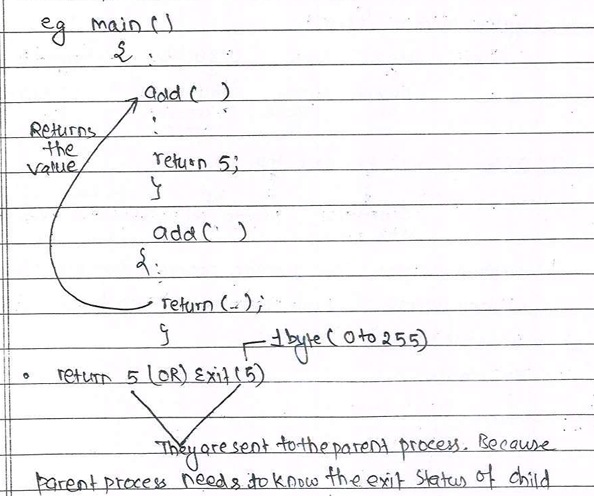 eg main()
{ :
add( )
:
Returns
the
value
return 5;
}
add( )
{ :
return(..);
}
1 byte (0 to 255)
• return 5 (OR) Exit(5)
They are sent to the parent process. Because
parent process needs to know the exit status of child